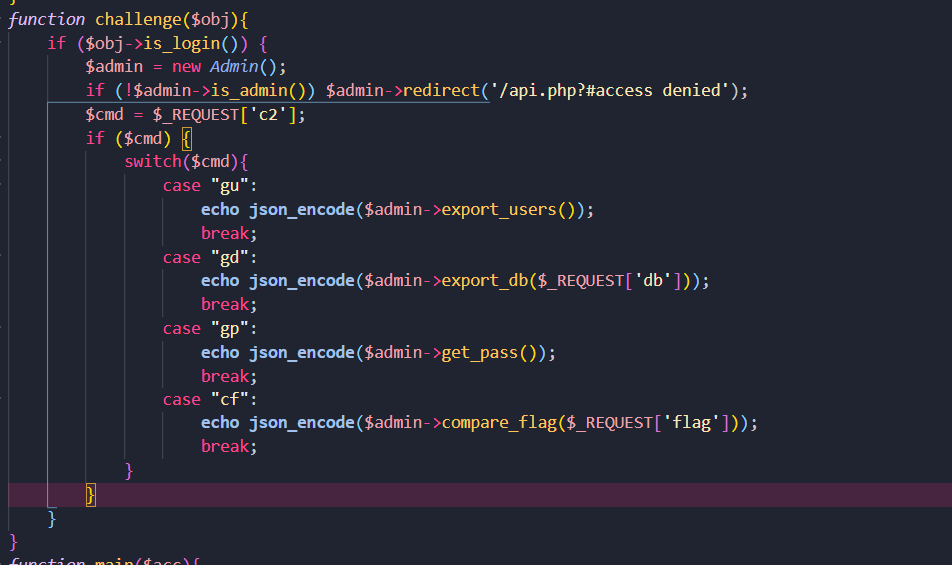 }
function challenge($obj){
if ($obj->is_login()) {
$admin = new Admin();
if (!$admin->is_admin()) $admin->redirect('/api.php?#access denied');
$cmd = $_REQUEST['c2'];
if ($cmd) {
switch($cmd){
case "gu":
echo json_encode($admin->export_users());
break;
case "gd":
echo json_encode($admin->export_db($_REQUEST['db']));
break;
case "gp":
echo json_encode($admin->get_pass());
break;
case "cf":
echo json_encode($admin->compare_flag($_REQUEST['flag']));
break;
}
}
}
}
function main($acc){